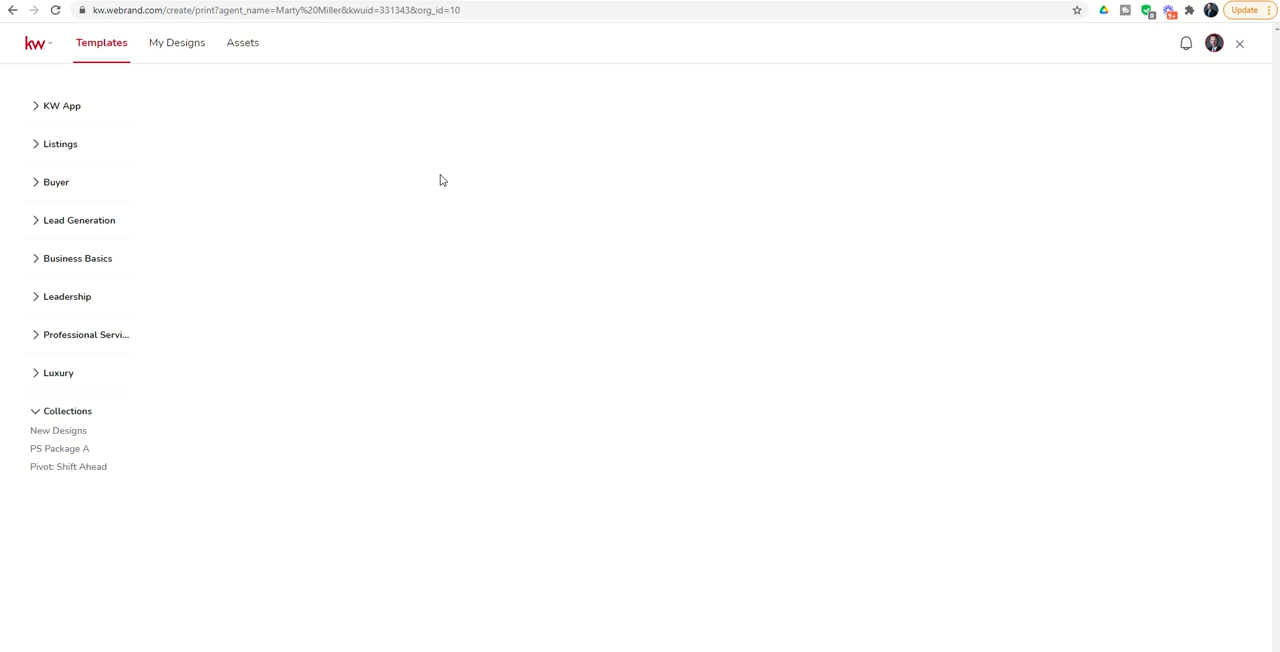 kw.webrand.com/create/print?agent_name=Marty%20Miller&kwuid=331343&org_id=10
0
9+
Update
kw
Templates
My Designs
Assets
KW App
Listings
Buyer
Lead Generation
Business Basics
Leadership
Professional Servi...
Luxury
Collections
New Designs
PS Package A
Pivot: Shift Ahead